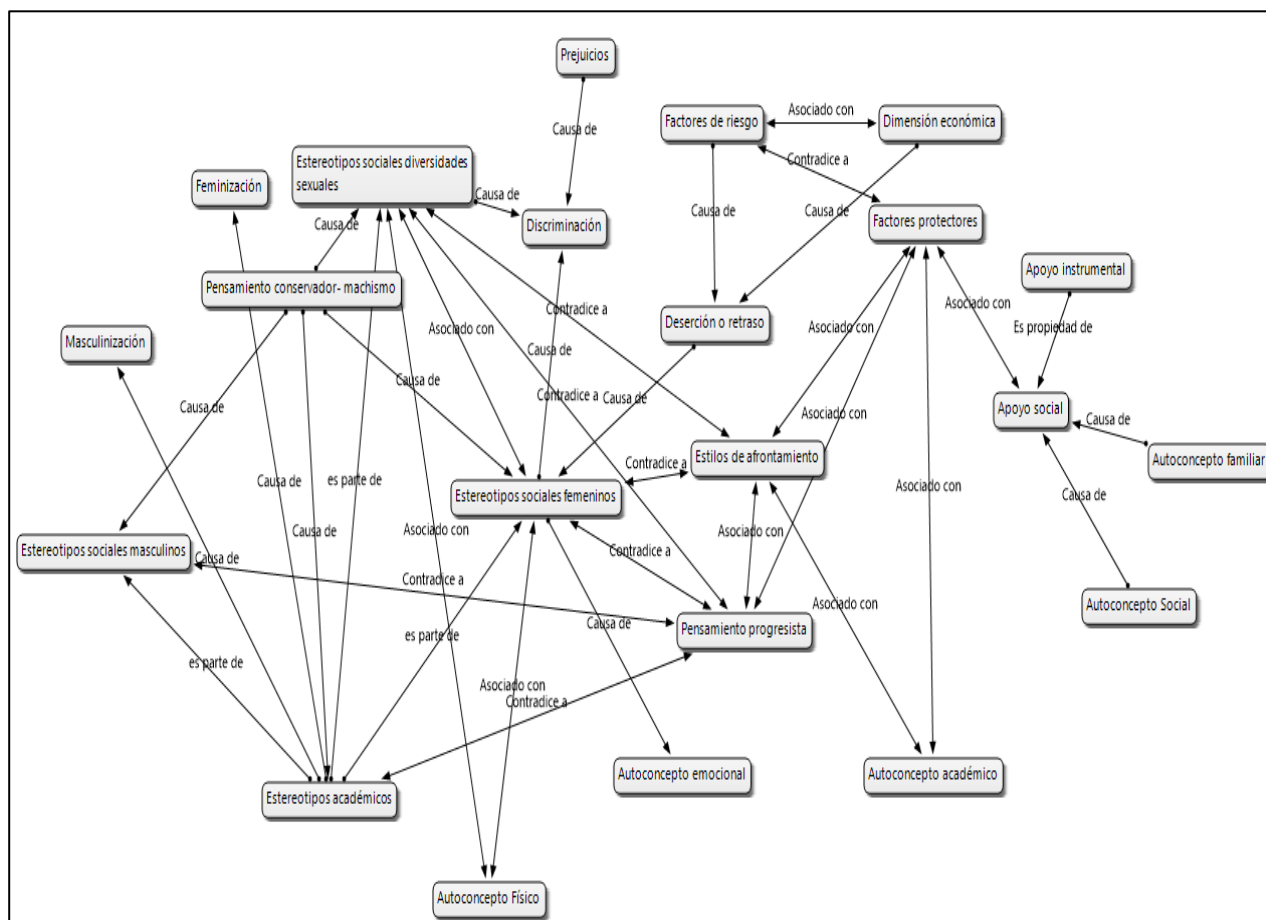 Prejuicios
Causa de
Factores de riesgo
Asociado con
Dimensión económica
Contradice a
Estereotipos sociales diversidades
sexuales
Causa de
Feminización
Causa de
Causa de
Causa de
Discriminación
Factores protectores
Apoyo instrumental
Pensamiento conservador- machismo
Asociado con
Contradice a
Deserción o retraso
Asociado con
Es propiedad de
Masculinización
Causa de
Causa de
Causa de
Contradice a
Causa de
Asociado con
Apoyo social
Causa de
Autoconcepto familiar
Estilos de afrontamiento
Contradice a
Asociado con
Causa de
es parte de
Causa de
Estereotipos sociales femeninos
Causa de
Asociado con
Asociado con
Estereotipos sociales masculinos
Causa de
Contradice a
Contradice a
Asociado con
Autoconcepto Social
Causa de
Pensamiento progresista
es parte de
es parte de
Asociado con
Contradice a
Estereotipos académicos
Autoconcepto emocional
Autoconcepto académico
Autoconcepto Físico